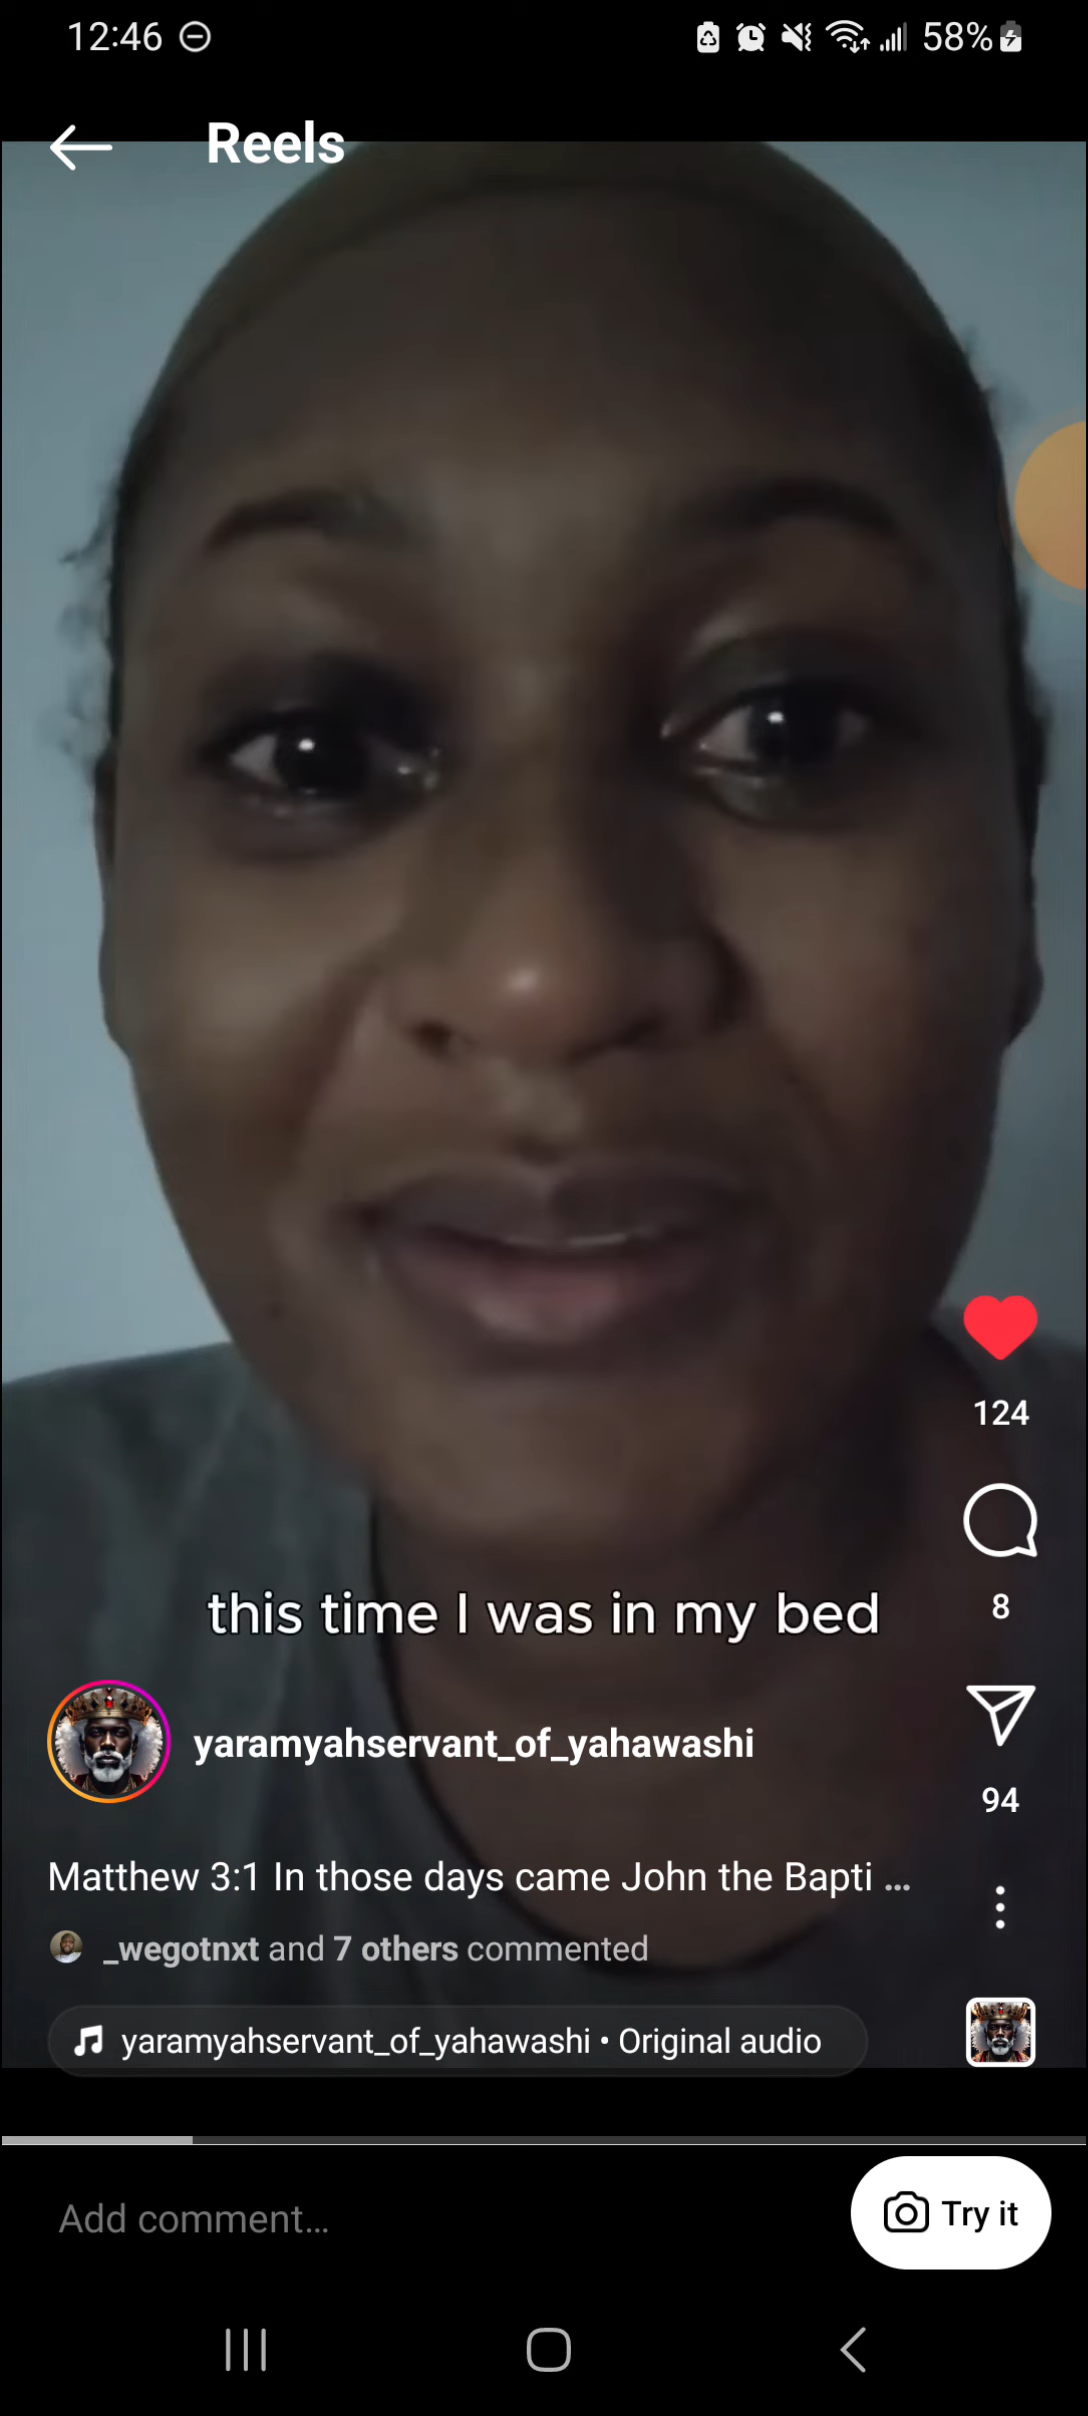 12:46
58%
Reels
124
8
this time I was in my bed
yaramyahservant_of_yahawashi
94
Matthew 3:1 In those days came John the Bapti ...
_wegotnxt and 7 others commented
yaramyahservant_of_yahawashi • Original audio
Add comment...
Try it